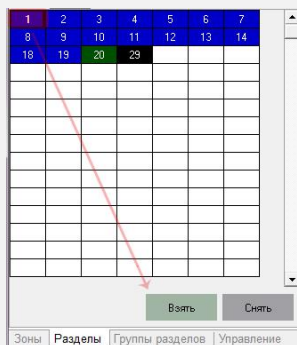 1 2 3 4 5 6 7
8 9 10 11 12 13 14
18 19 20 29
Взять Снять
Зоны Разделы Группы разделов Управление